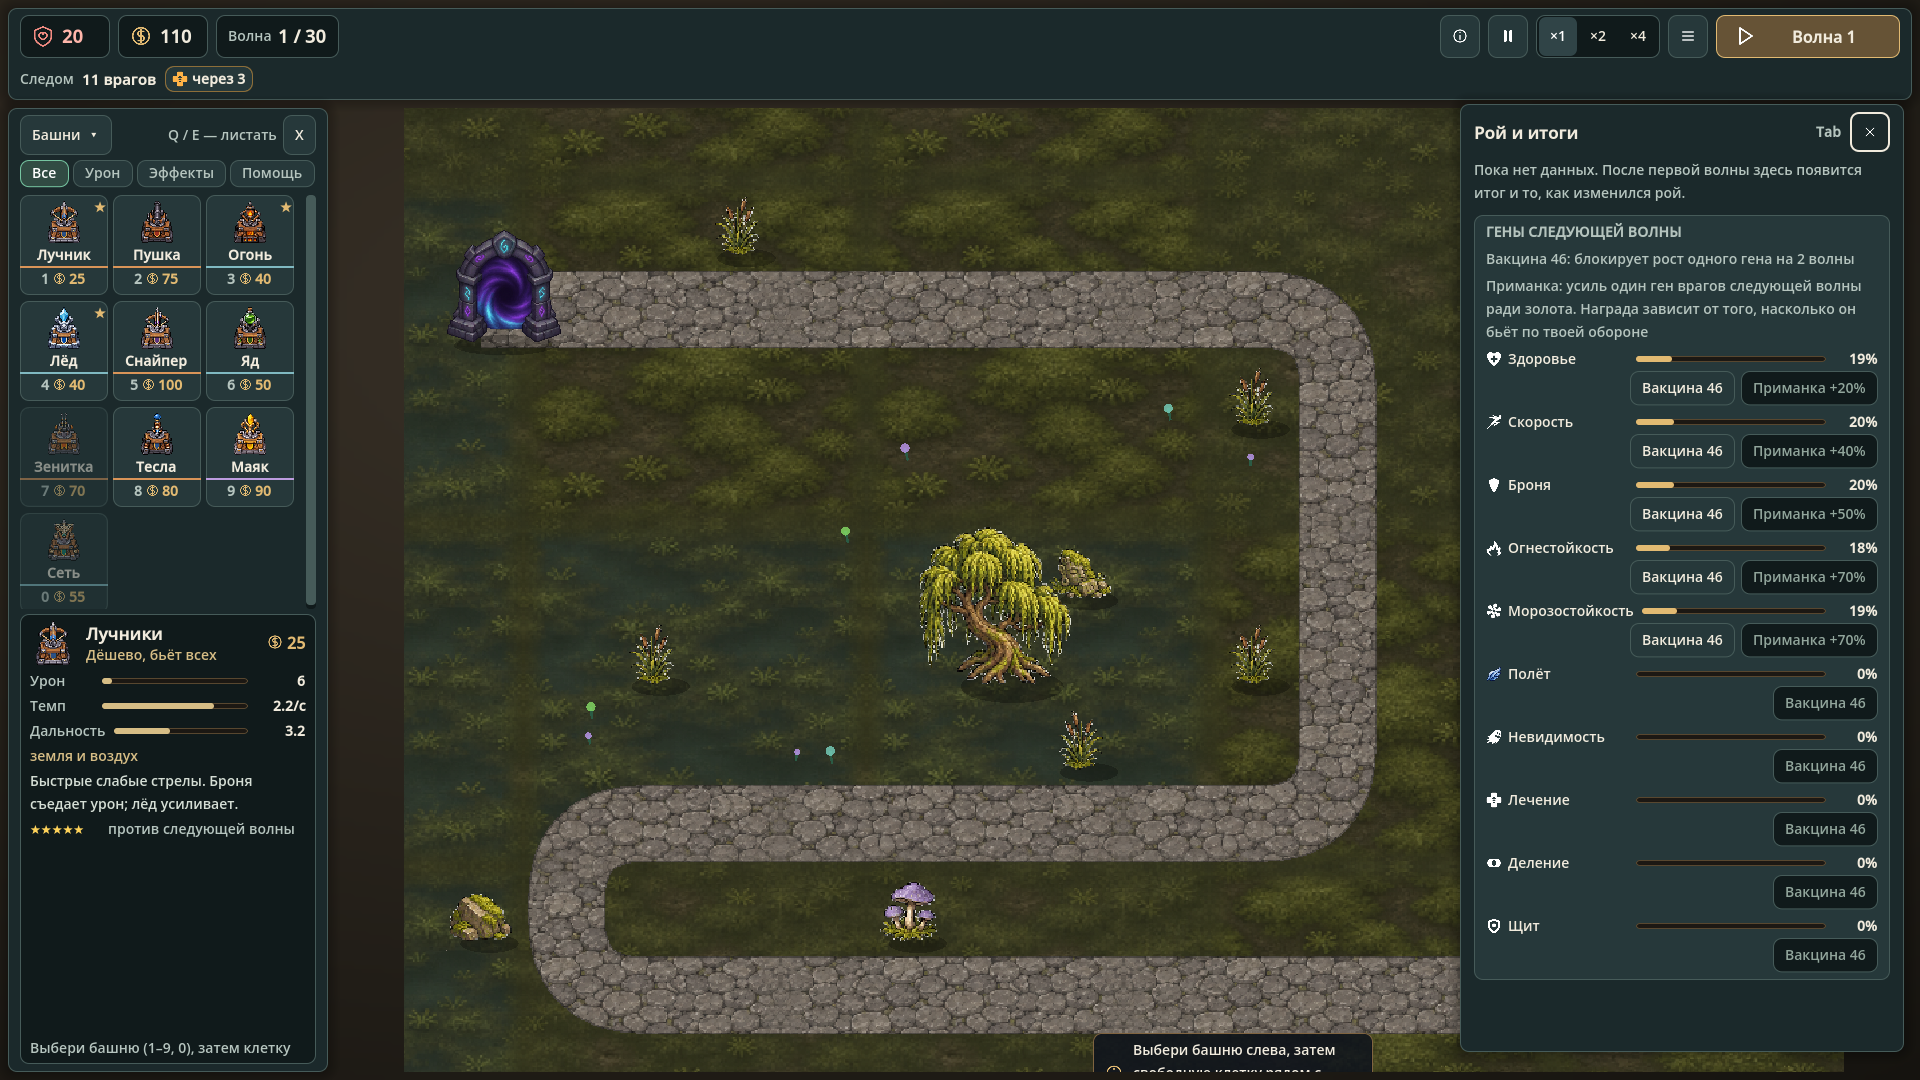 20
110
Волна 1 / 30
×1
×2
×4
Волна 1
Следом 11 врагов
через 3
Башни
Q / E — листать
X
Все
Урон
Эффекты
Помощь
Лучник
Пушка
Огонь
1 25
2 75
3 40
Лёд
Снайпер
Яд
4 40
5 100
6 50
Зенитка
Тесла
Маяк
7 70
8 80
9 90
Сеть
0 55
Лучники
Дёшево, бьёт всех
25
Урон 6
Темп 2.2/с
Дальность 3.2
земля и воздух
Быстрые слабые стрелы. Броня
съедает урон; лёд усиливает.
★★★★★ против следующей волны
Выбери башню (1–9, 0), затем клетку
Выбери башню слева, затем
Рой и итоги
Tab
Пока нет данных. После первой волны здесь появится
итог и то, как изменился рой.
ГЕНЫ СЛЕДУЮЩЕЙ ВОЛНЫ
Вакцина 46: блокирует рост одного гена на 2 волны
Приманка: усиль один ген врагов следующей волны
ради золота. Награда зависит от того, насколько он
бьёт по твоей обороне
Здоровье 19%
Вакцина 46 Приманка +20%
Скорость 20%
Вакцина 46 Приманка +40%
Броня 20%
Вакцина 46 Приманка +50%
Огнестойкость 18%
Вакцина 46 Приманка +70%
Морозостойкость 19%
Вакцина 46 Приманка +70%
Полёт 0%
Вакцина 46
Невидимость 0%
Вакцина 46
Лечение 0%
Вакцина 46
Деление 0%
Вакцина 46
Щит 0%
Вакцина 46